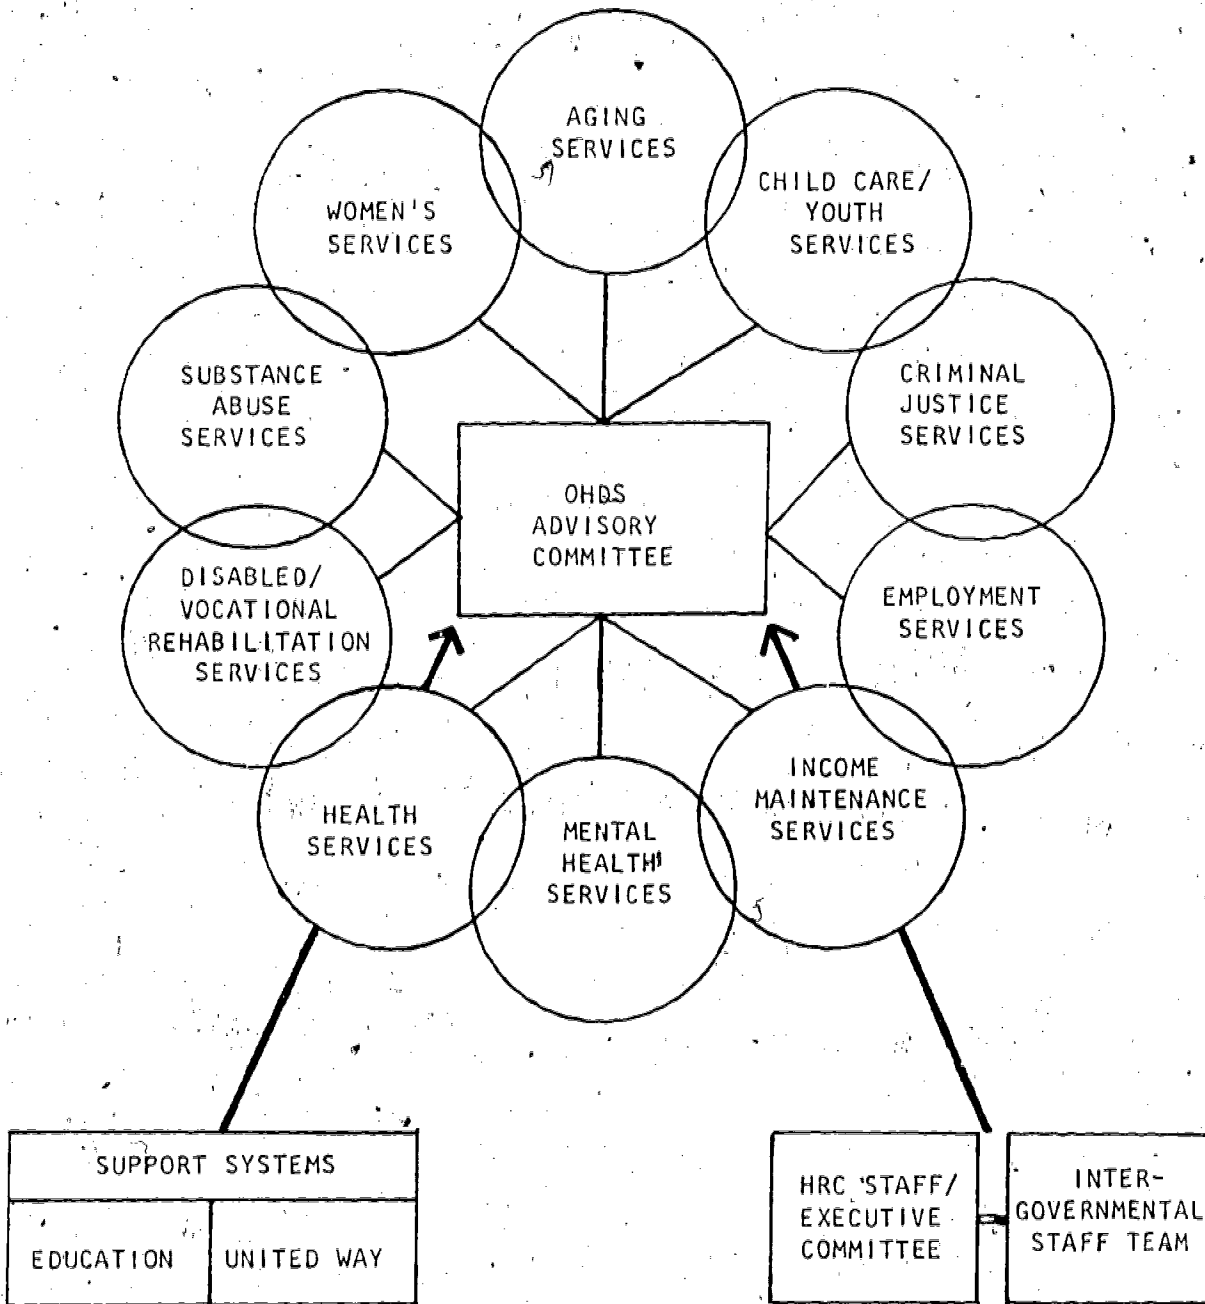 AGING
SERVICES
CHILD CARE/
YOUTH
SERVICES
WOMEN'S
SERVICES
SUBSTANCE
ABUSE
SERVICES
CRIMINAL
JUSTICE
SERVICES
OHDS
ADVISORY
COMMITTEE
DISABLED/
VOCATIONAL
REHABILITATION
SERVICES
EMPLOYMENT
SERVICES
HEALTH
SERVICES
MENTAL
HEALTH
SERVICES
INCOME
MAINTENANCE
SERVICES
SUPPORT SYSTEMS
EDUCATION
UNITED WAY
HRC STAFF/
EXECUTIVE
COMMITTEE
INTER-
GOVERNMENTAL
STAFF TEAM